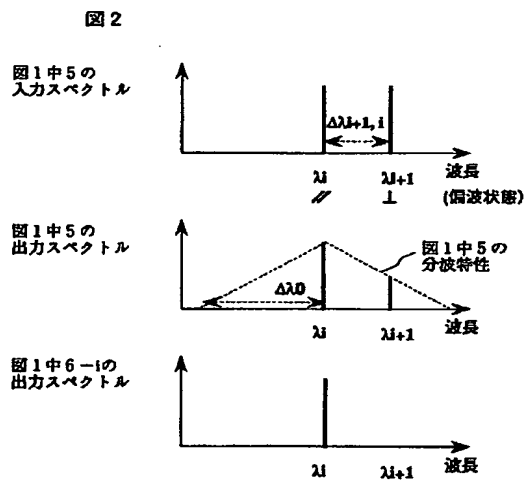 図2
図1中5の
入力スペクトル
Δλi+1, i
λi
λi+1
波長
//
⊥
(偏波状態)
図1中5の
出力スペクトル
図1中5の
分波特性
Δλ0
λi
λi+1
波長
図1中6-iの
出力スペクトル
λi
λi+1
波長